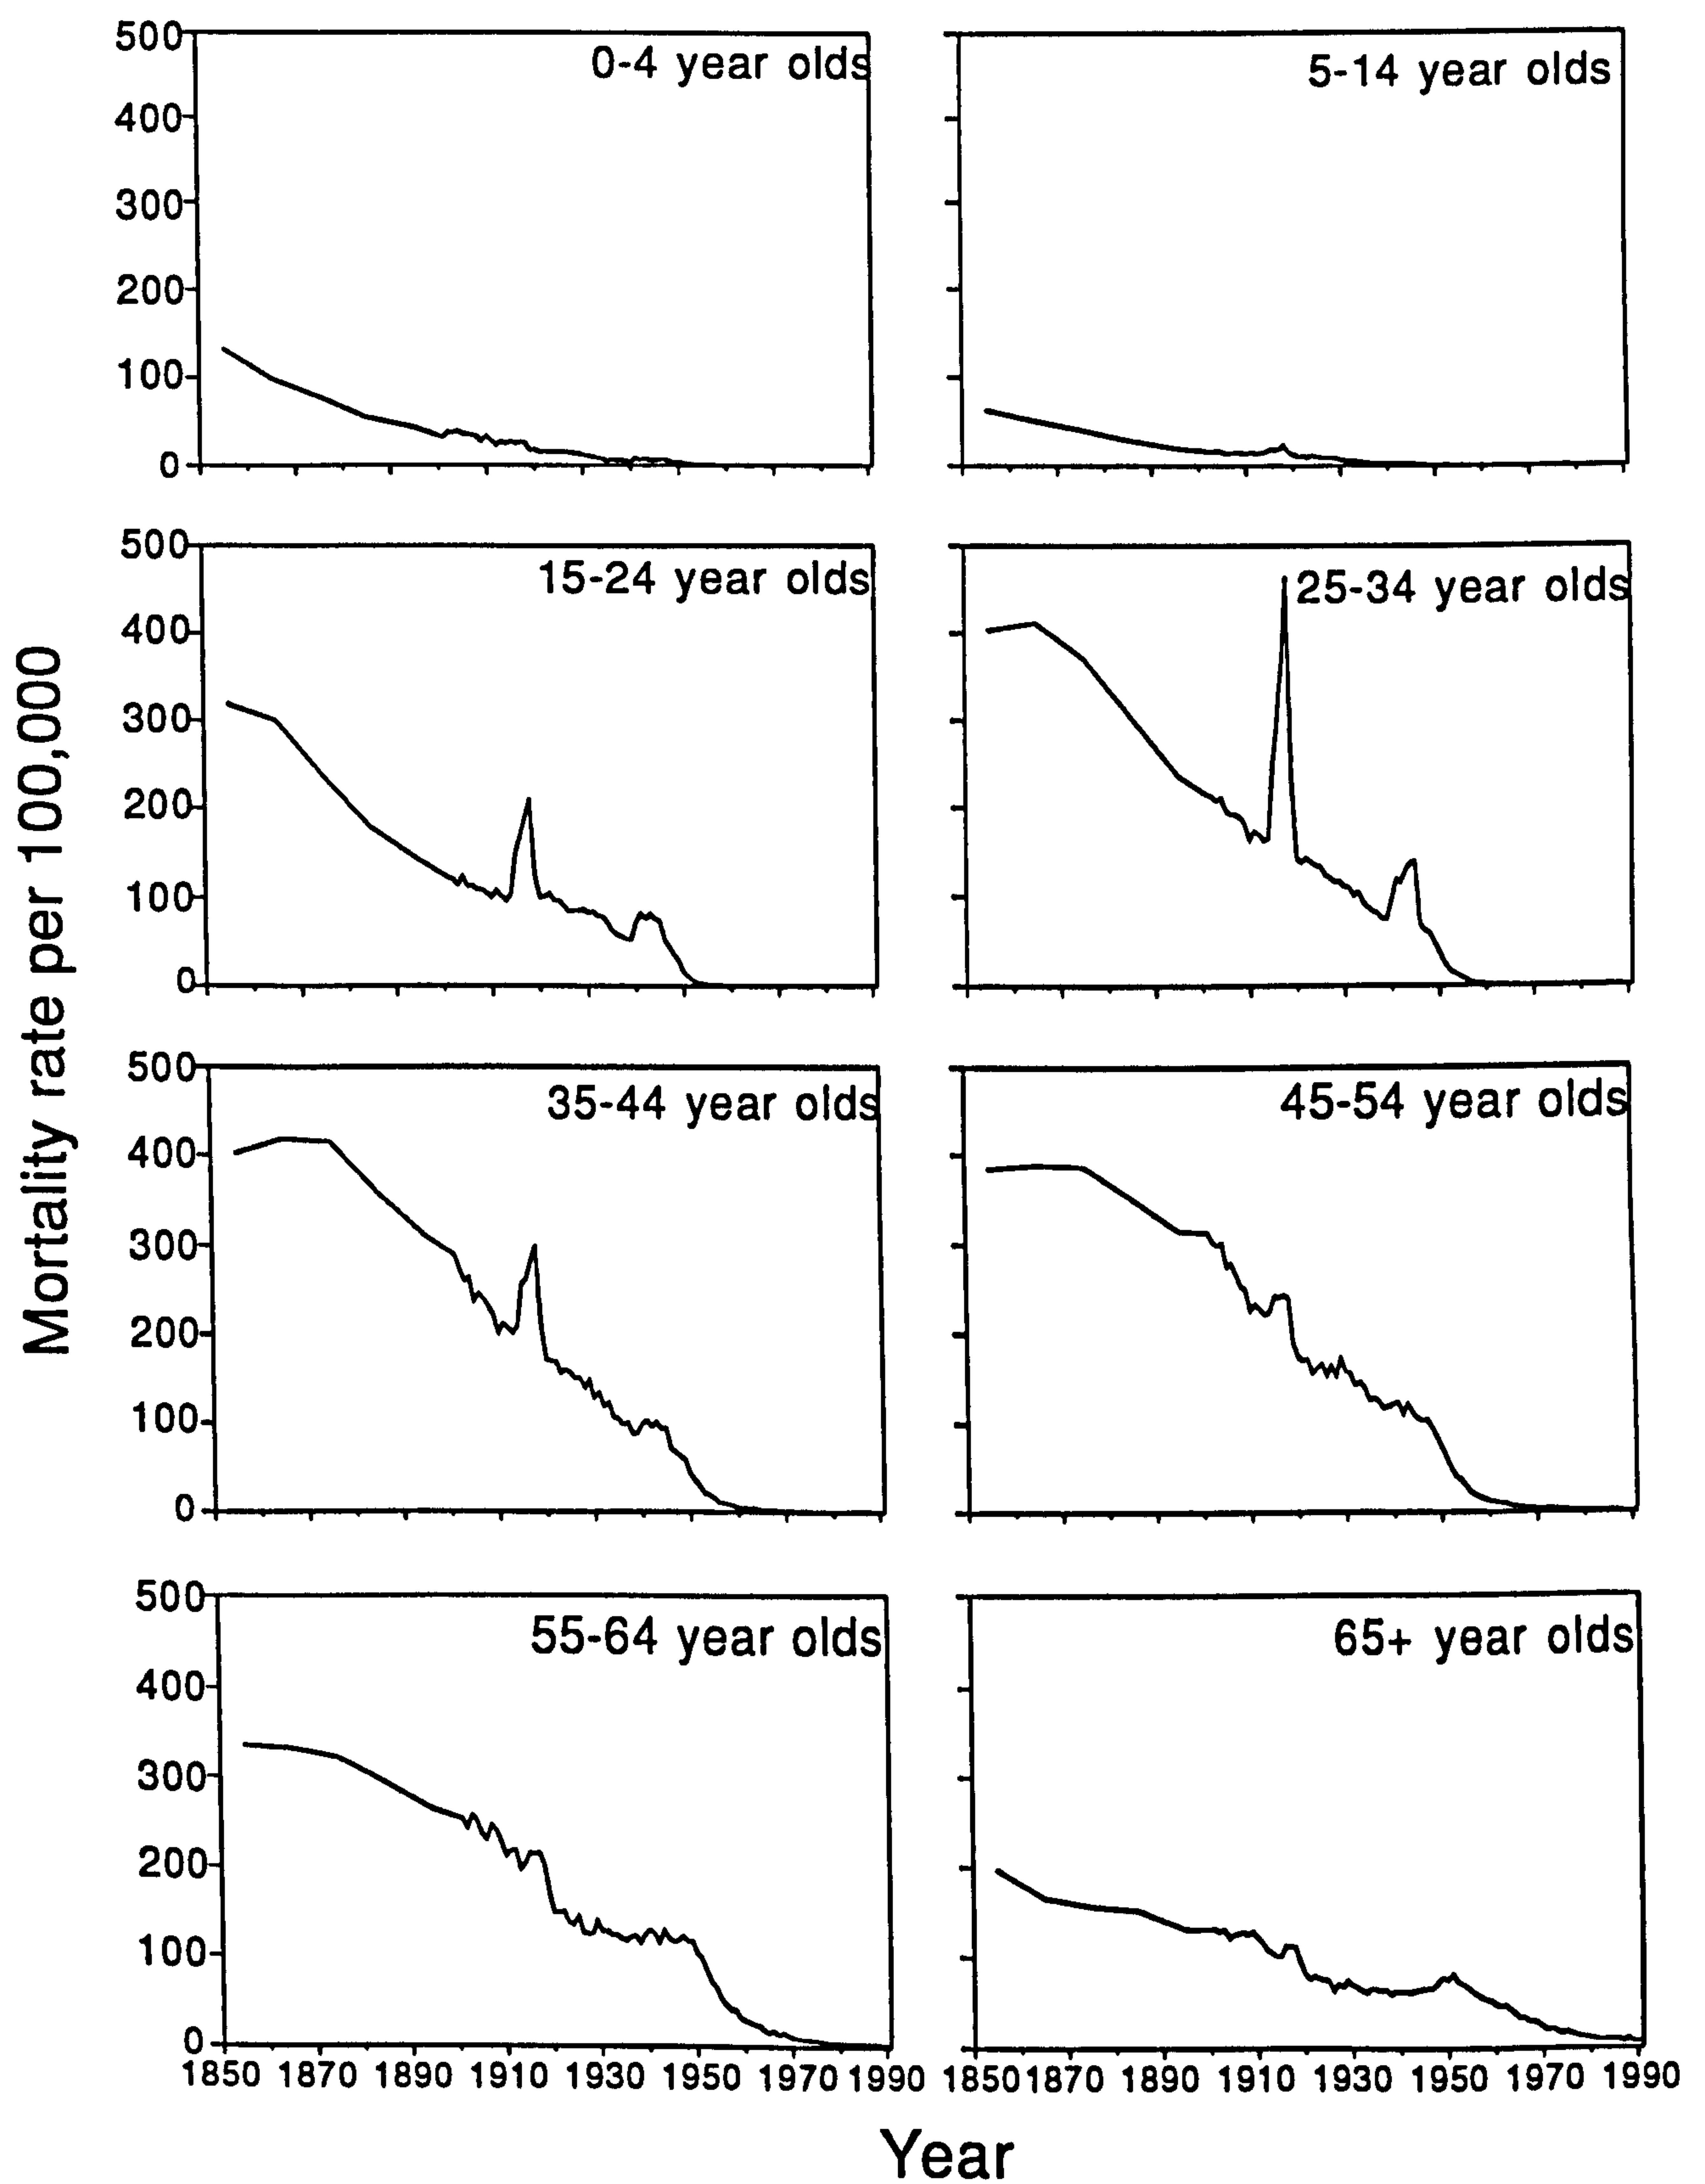 Mortality rate per 100,000
500
400
300
200
100
0
0-4 year olds
5-14 year olds
500
400
300
200
100
0
15-24 year olds
25-34 year olds
500
400
300
200
100
0
35-44 year olds
45-54 year olds
500
400
300
200
100
0
55-64 year olds
65+ year olds
1850 1870 1890 1910 1930 1950 1970 1990
1850 1870 1890 1910 1930 1950 1970 1990
Year